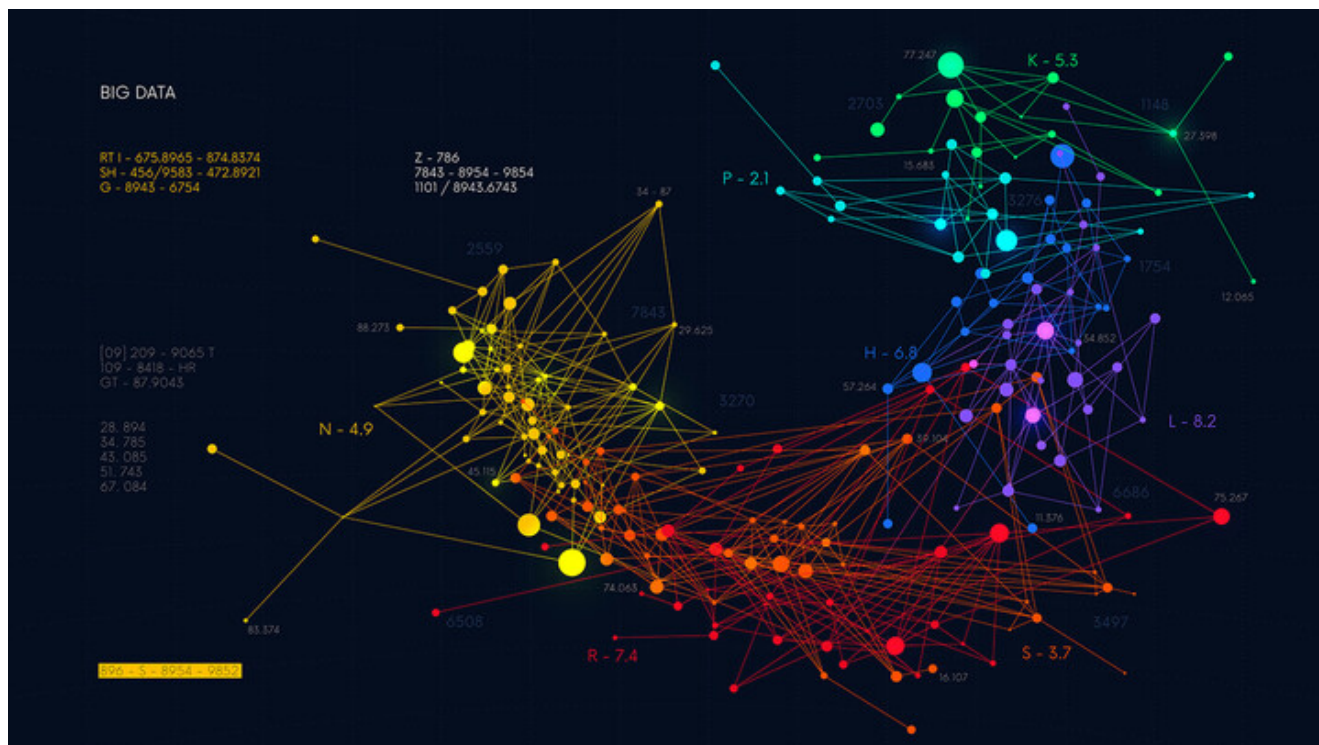 BIG DATA
RT I - 675.8965 - 874.8374
SH - 456/9583 - 472.8921
G - 8943 - 6754
Z - 786
7843 - 8954 - 9854
1101 / 8943.6743
77.247
K - 5.3
2703
1148
27.398
15.683
P - 2.1
34 - 87
3276
2559
1754
12.065
7843
88.273
29.625
34.852
[09] 209 - 9065 T
109 - 8418 - HR
GT - 87.9043
H - 6.8
57.264
3270
28. 894
34. 785
43. 085
51. 743
67. 084
N - 4.9
L - 8.2
39.104
45.115
6686
75.267
11.376
74.063
6508
83.374
3497
R - 7.4
S - 3.7
896 - S - 8954 - 9852
16.107